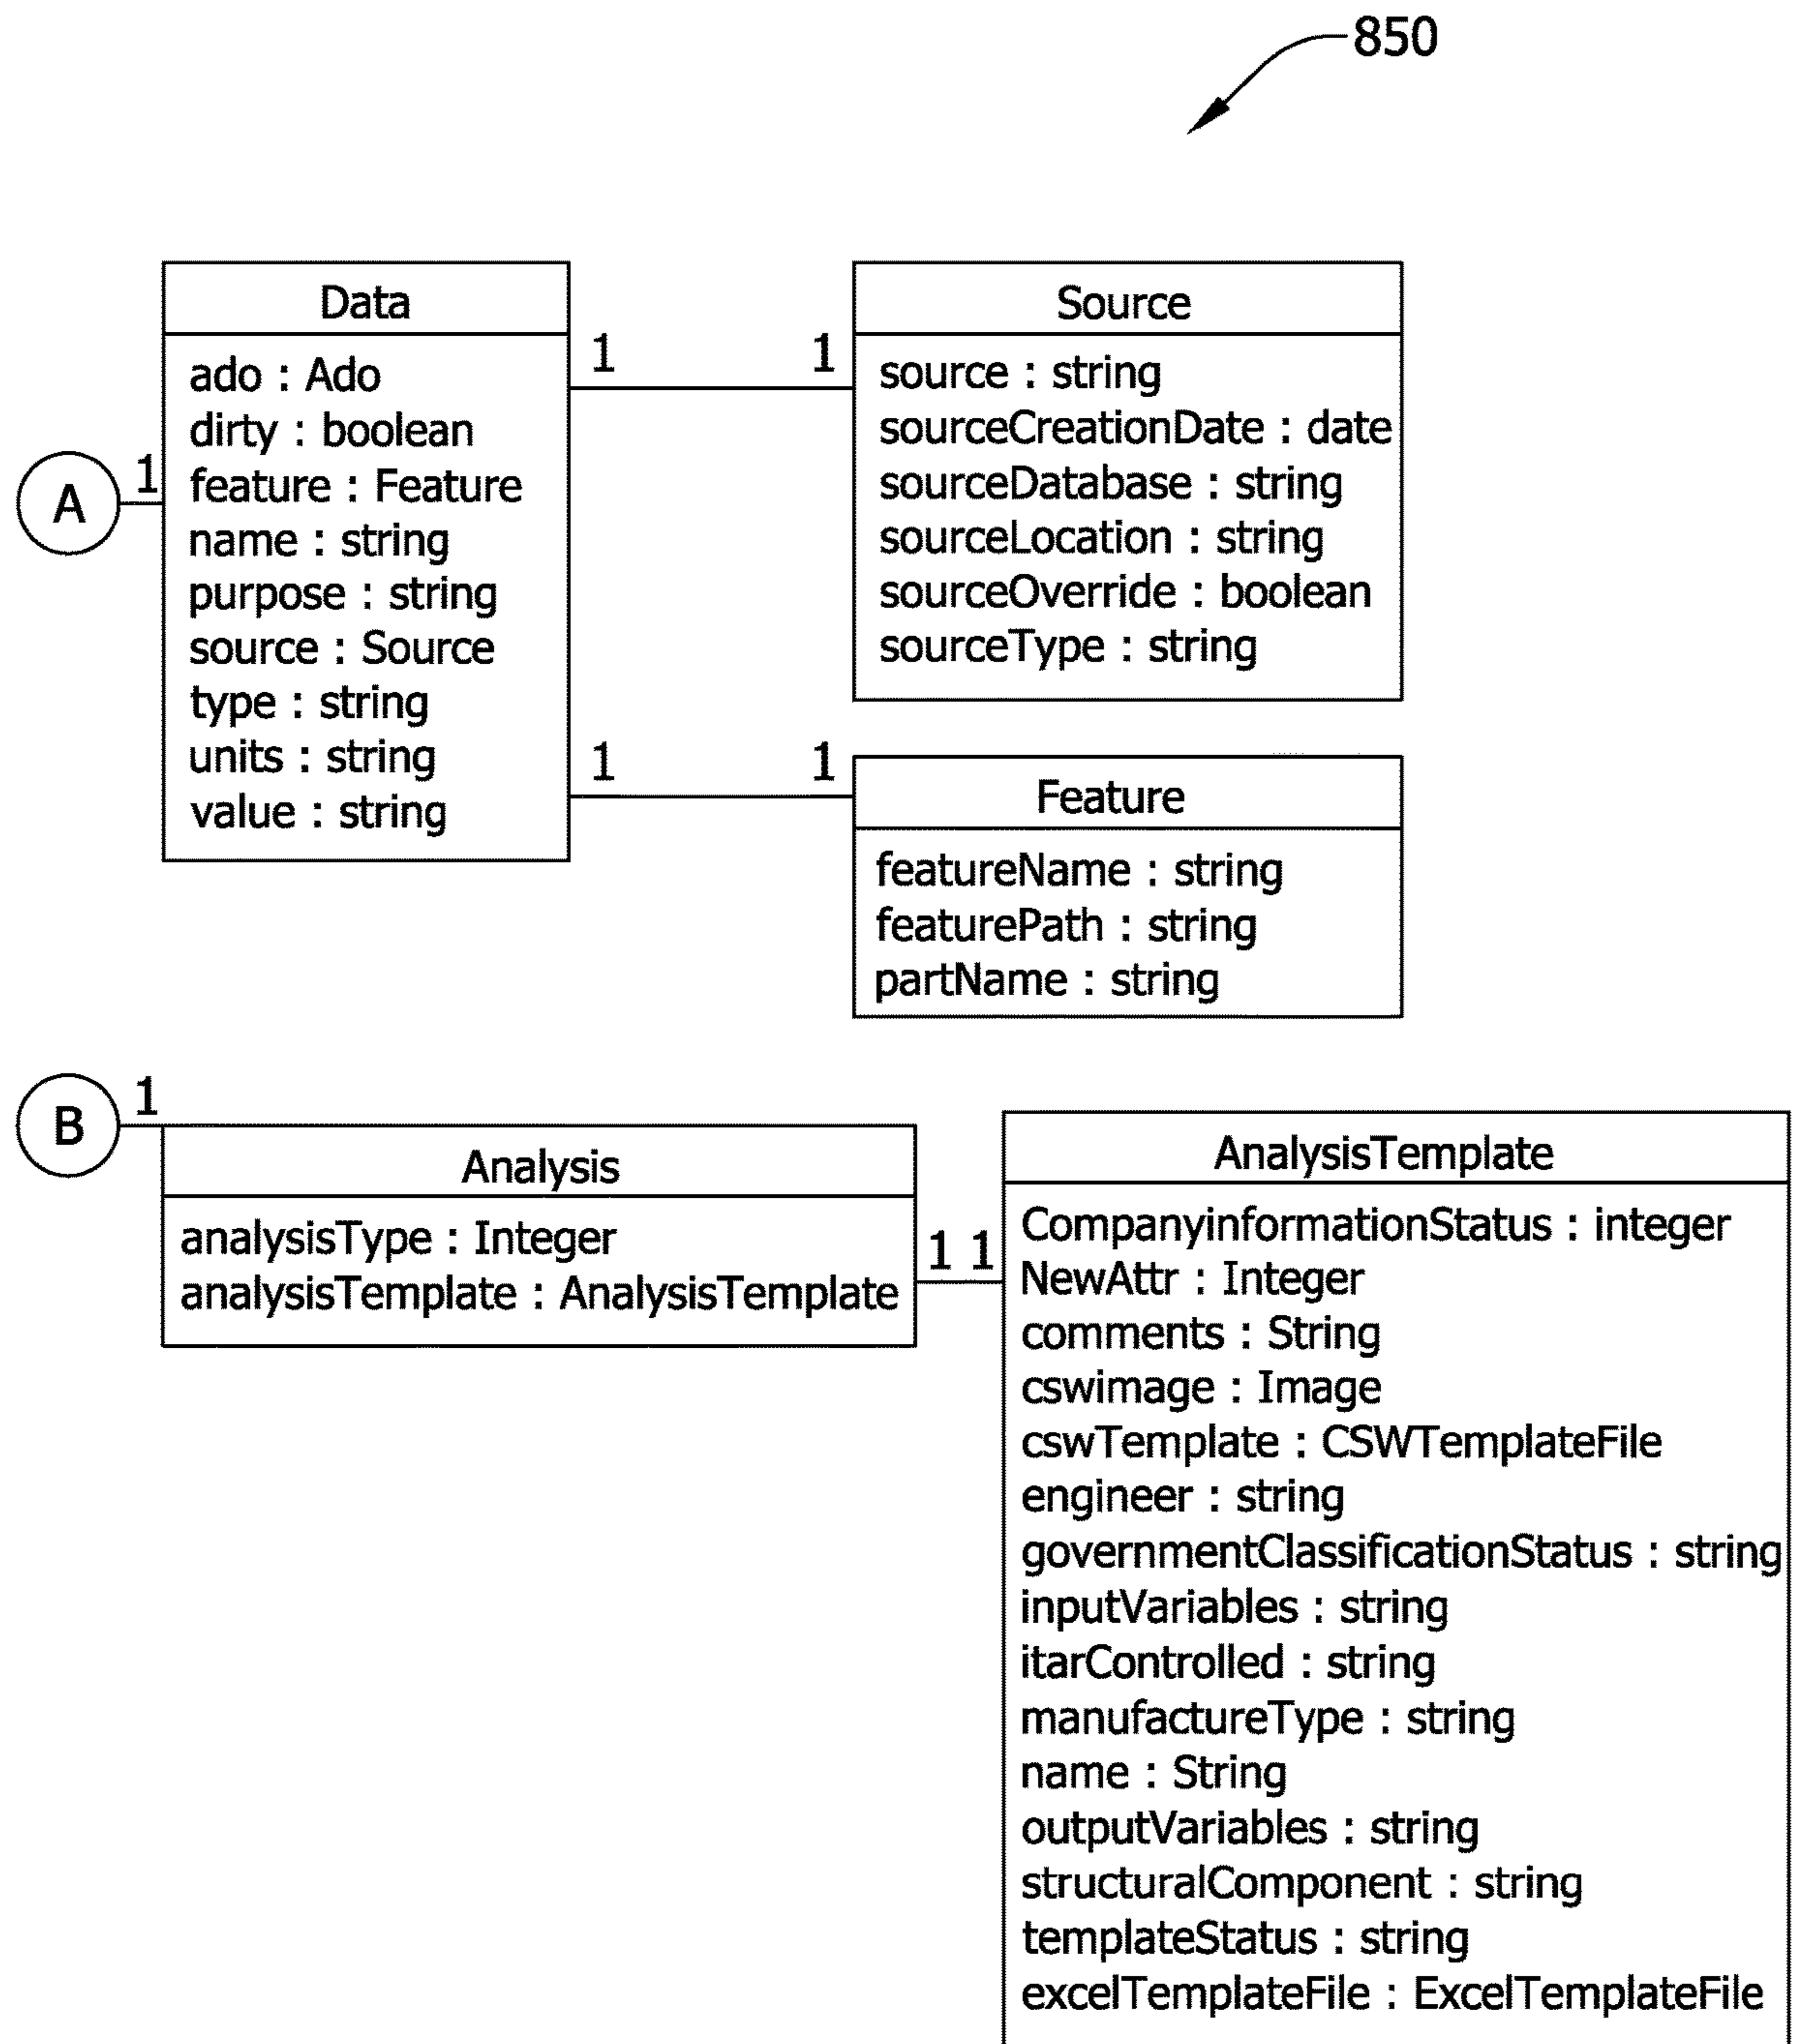 850
Data
ado : Ado
dirty : boolean
feature : Feature
name : string
purpose : string
source : Source
type : string
units : string
value : string
A
1
1 1
Source
source : string
sourceCreationDate : date
sourceDatabase : string
sourceLocation : string
sourceOverride : boolean
sourceType : string
1 1
Feature
featureName : string
featurePath : string
partName : string
B
1
Analysis
analysisType : Integer
analysisTemplate : AnalysisTemplate
1 1
AnalysisTemplate
CompanyinformationStatus : integer
NewAttr : Integer
comments : String
cswimage : Image
cswTemplate : CSWTemplateFile
engineer : string
governmentClassificationStatus : string
inputVariables : string
itarControlled : string
manufactureType : string
name : String
outputVariables : string
structuralComponent : string
templateStatus : string
excelTemplateFile : ExcelTemplateFile